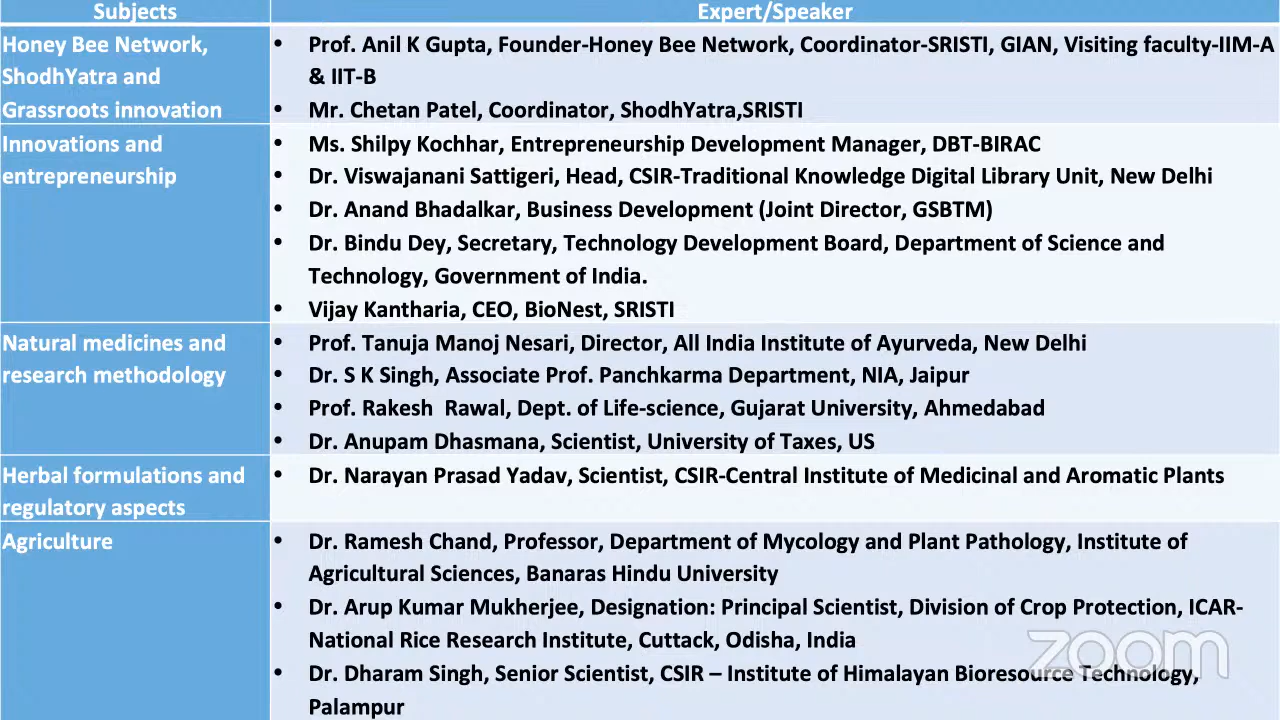 Subjects
Expert/Speaker
Honey Bee Network,
ShodhYatra and
Grassroots innovation
• Prof. Anil K Gupta, Founder-Honey Bee Network, Coordinator-SRISTI, GIAN, Visiting faculty-IIM-A
& IIT-B
• Mr. Chetan Patel, Coordinator, ShodhYatra,SRISTI
Innovations and
entrepreneurship
• Ms. Shilpy Kochhar, Entrepreneurship Development Manager, DBT-BIRAC
• Dr. Viswajanani Sattigeri, Head, CSIR-Traditional Knowledge Digital Library Unit, New Delhi
• Dr. Anand Bhadalkar, Business Development (Joint Director, GSBTM)
• Dr. Bindu Dey, Secretary, Technology Development Board, Department of Science and
Technology, Government of India.
• Vijay Kantharia, CEO, BioNest, SRISTI
Natural medicines and
research methodology
• Prof. Tanuja Manoj Nesari, Director, All India Institute of Ayurveda, New Delhi
• Dr. S K Singh, Associate Prof. Panchkarma Department, NIA, Jaipur
• Prof. Rakesh Rawal, Dept. of Life-science, Gujarat University, Ahmedabad
• Dr. Anupam Dhasmana, Scientist, University of Taxes, US
Herbal formulations and
regulatory aspects
• Dr. Narayan Prasad Yadav, Scientist, CSIR-Central Institute of Medicinal and Aromatic Plants
Agriculture
• Dr. Ramesh Chand, Professor, Department of Mycology and Plant Pathology, Institute of
Agricultural Sciences, Banaras Hindu University
• Dr. Arup Kumar Mukherjee, Designation: Principal Scientist, Division of Crop Protection, ICAR-
National Rice Research Institute, Cuttack, Odisha, India
• Dr. Dharam Singh, Senior Scientist, CSIR – Institute of Himalayan Bioresource Technology,
Palampur
zoom